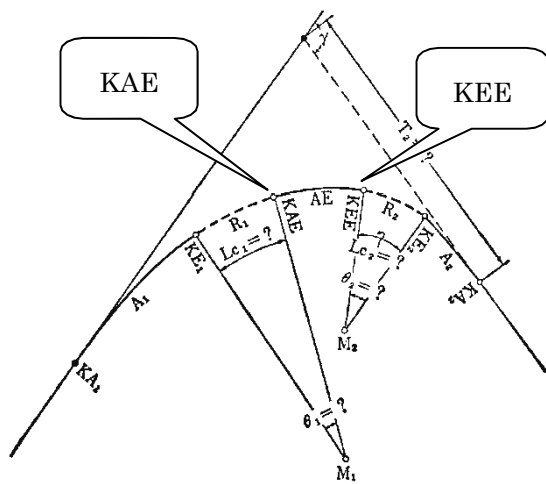 KAE
KEE
γ
T₂=?
R₁
KAE
AE
KEE
R₂
KE₁
Lc₁=?
Lc₂=?
KE₂
A₂
KA₂
A₁
θ₂=?
M₂
KA₂
θ₁=?
M₁